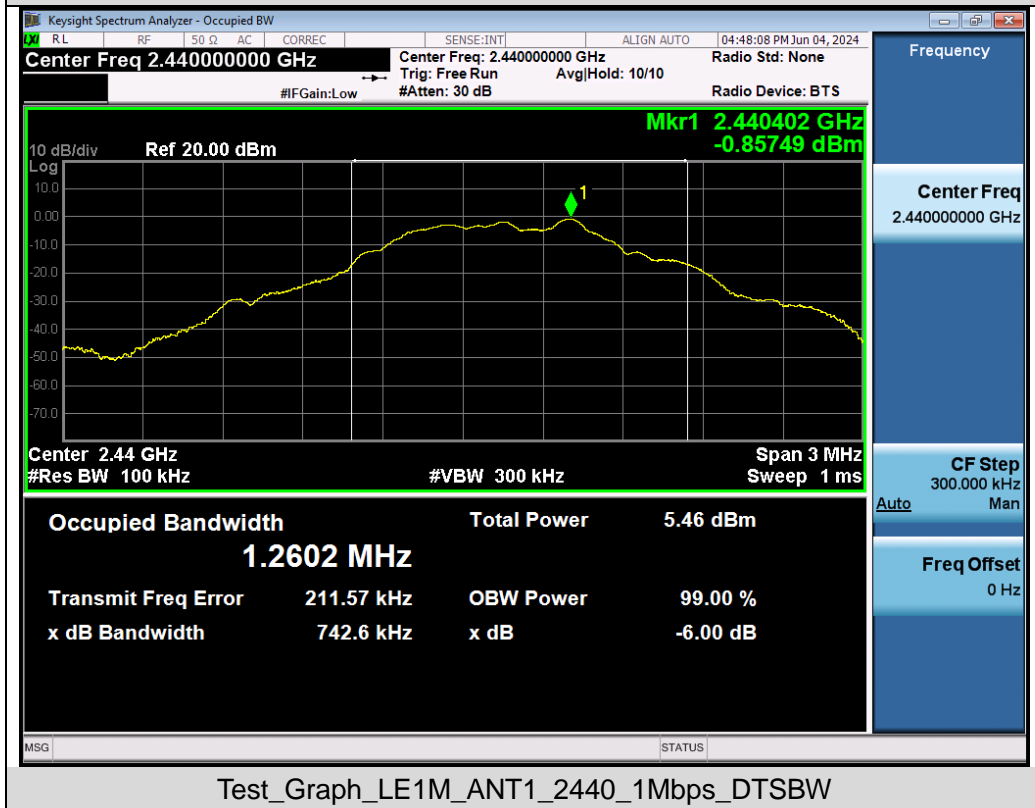 Keysight Spectrum Analyzer - Occupied BW
LXI RL RF 50 Ω AC CORREC SENSE:INT ALIGN AUTO 04:48:08 PM Jun 04, 2024
Center Freq 2.440000000 GHz
Center Freq: 2.440000000 GHz
Radio Std: None
Trig: Free Run
Avg|Hold: 10/10
#IFGain:Low
#Atten: 30 dB
Radio Device: BTS
Mkr1 2.440402 GHz
-0.85749 dBm
10 dB/div
Ref 20.00 dBm
Log
10.0
1
0.00
-10.0
-20.0
-30.0
-40.0
-50.0
-60.0
-70.0
Center 2.44 GHz
Span 3 MHz
#Res BW 100 kHz
#VBW 300 kHz
Sweep 1 ms
Occupied Bandwidth
Total Power 5.46 dBm
1.2602 MHz
Transmit Freq Error 211.57 kHz
OBW Power 99.00 %
x dB Bandwidth 742.6 kHz
x dB -6.00 dB
Frequency
Center Freq
2.440000000 GHz
CF Step
300.000 kHz
Auto Man
Freq Offset
0 Hz
MSG
STATUS
Test_Graph_LE1M_ANT1_2440_1Mbps_DTSBW